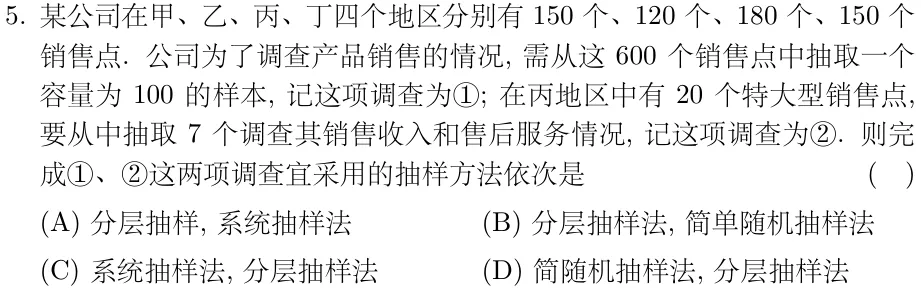 5. 某公司在甲、乙、丙、丁四个地区分别有 150 个、120 个、180 个、150 个
销售点. 公司为了调查产品销售的情况, 需从这 600 个销售点中抽取一个
容量为 100 的样本, 记这项调查为①; 在丙地区中有 20 个特大型销售点,
要从中抽取 7 个调查其销售收入和售后服务情况, 记这项调查为②. 则完
成①、②这两项调查宜采用的抽样方法依次是 ( )
(A) 分层抽样, 系统抽样法 (B) 分层抽样法, 简单随机抽样法
(C) 系统抽样法, 分层抽样法 (D) 简随机抽样法, 分层抽样法